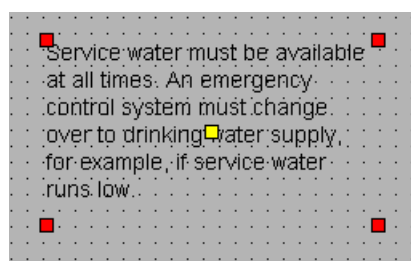 Service water must be available
at all times. An emergency
control system must change
over to drinking water supply,
for example, if service water
runs low.